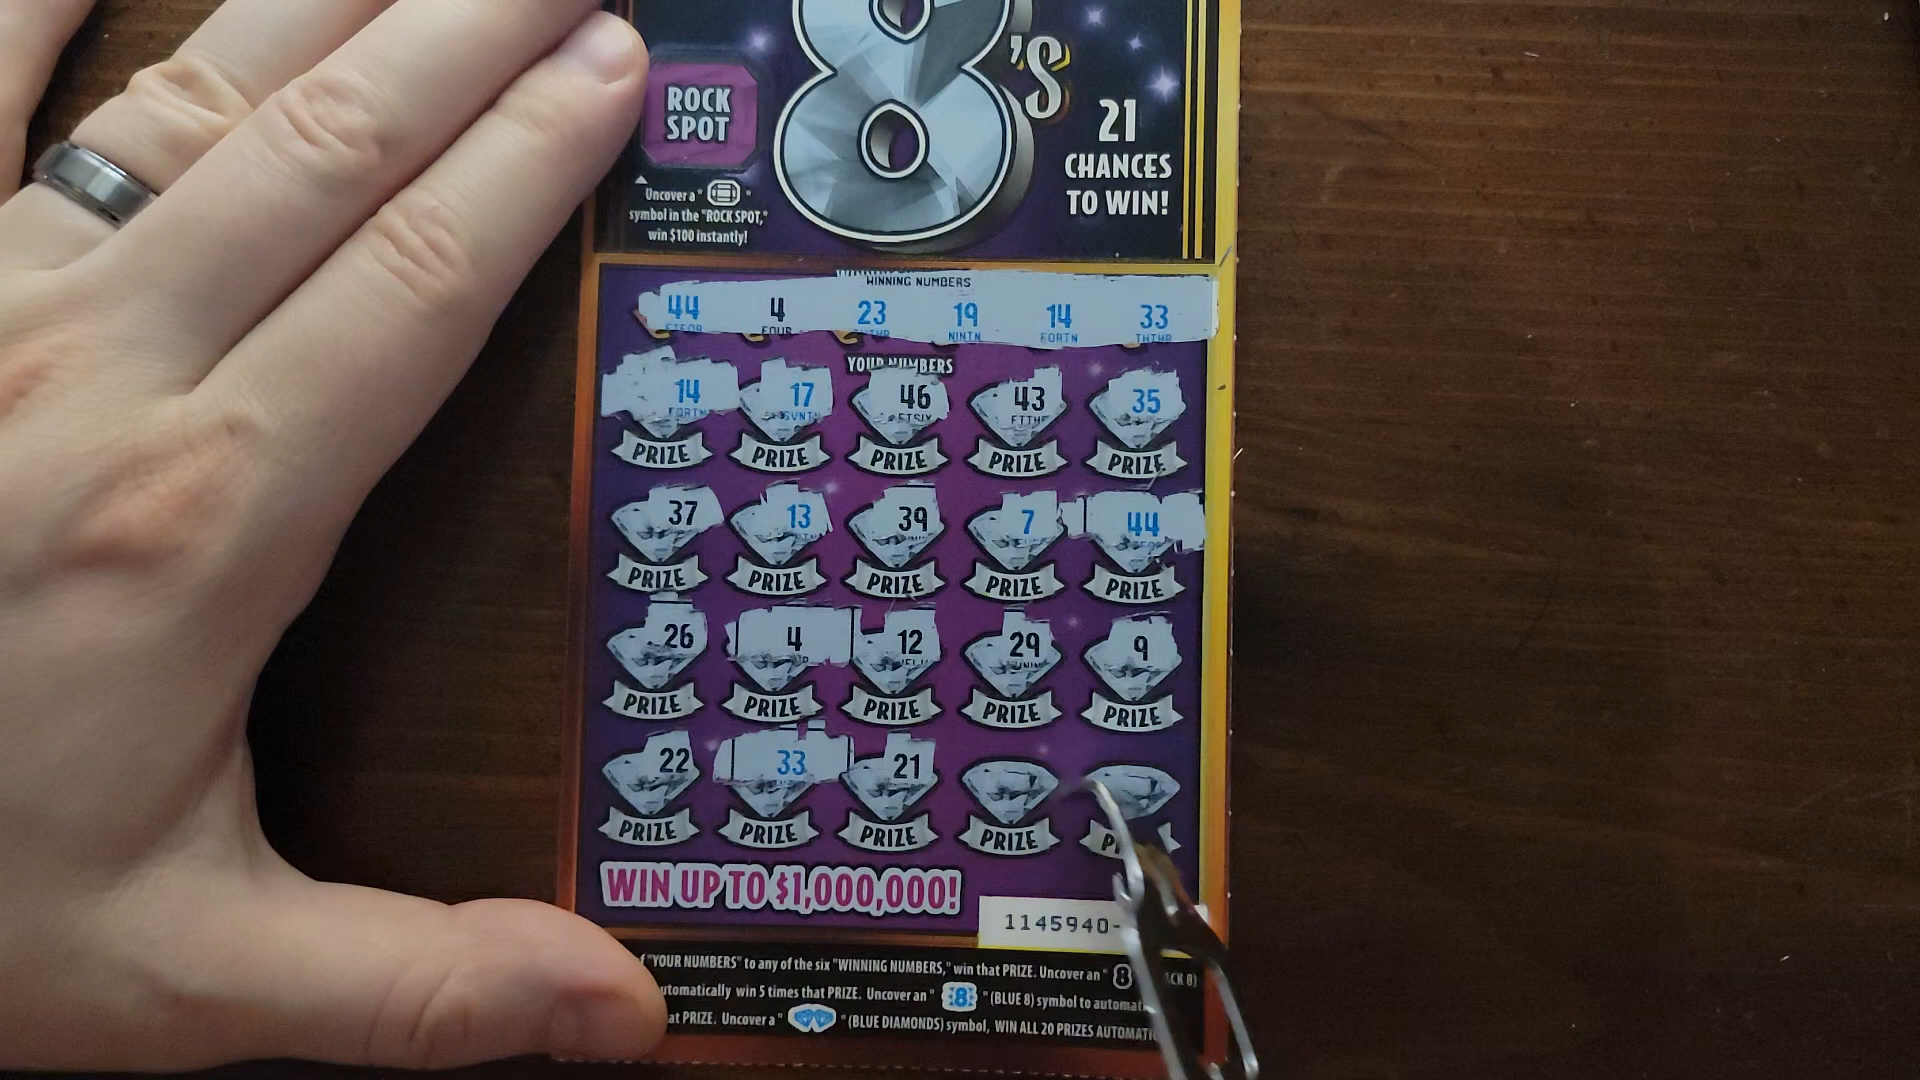 8's
ROCK
SPOT
21
CHANCES
TO WIN!
Uncover a " "
symbol in the "ROCK SPOT,"
win $100 instantly!
WINNING NUMBERS
44 4 23 19 14 33
FOUR NINTN FORTN THTHR
YOUR NUMBERS
14 17 46 43 35
PRIZE PRIZE PRIZE PRIZE PRIZE
37 13 39 7 44
PRIZE PRIZE PRIZE PRIZE PRIZE
26 4 12 29 9
PRIZE PRIZE PRIZE PRIZE PRIZE
22 33 21
PRIZE PRIZE PRIZE PRIZE
WIN UP TO $1,000,000!
1145940-
"YOUR NUMBERS" to any of the six "WINNING NUMBERS," win that PRIZE. Uncover an " 8
win 5 times that PRIZE. Uncover an " 8 " (BLUE 8) symbol to
PRIZE. Uncover a " " (BLUE DIAMONDS) symbol, WIN ALL 20 PRIZES